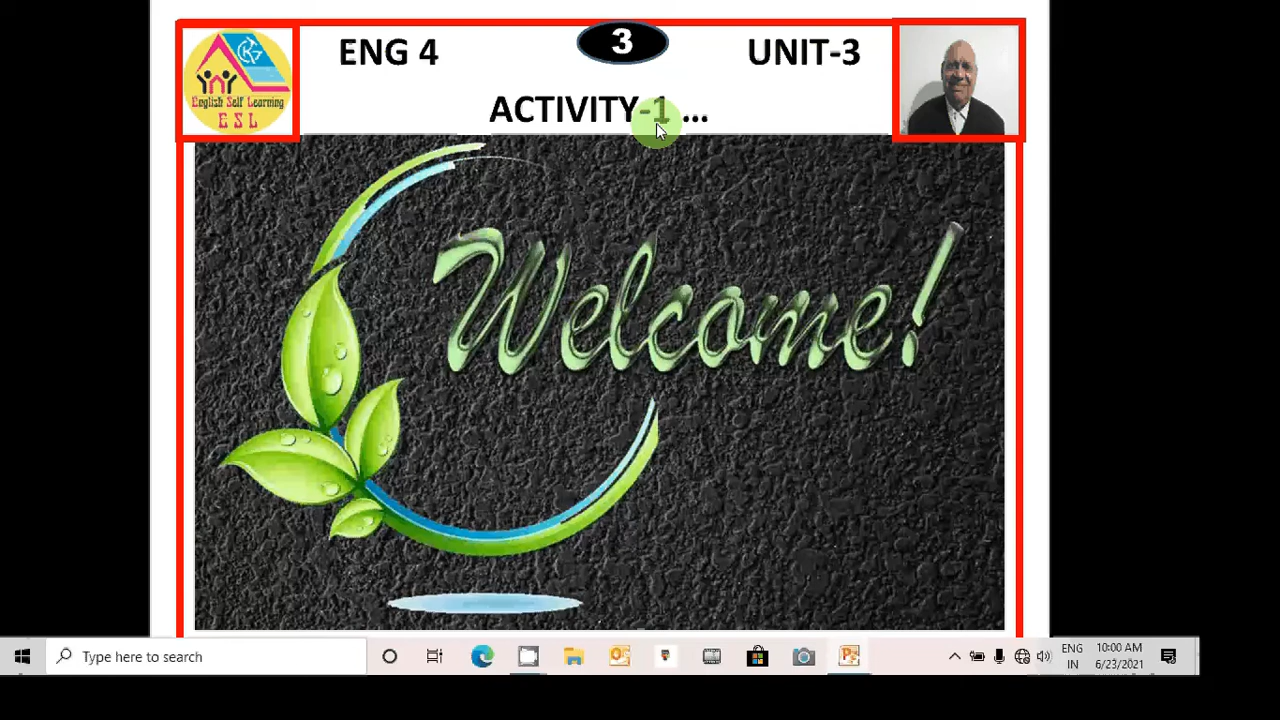 ENG 4
3
UNIT-3
English Self Learning
E S L
ACTIVITY-1 ...
Welcome!
Type here to search
ENG
IN
10:00 AM
6/23/2021